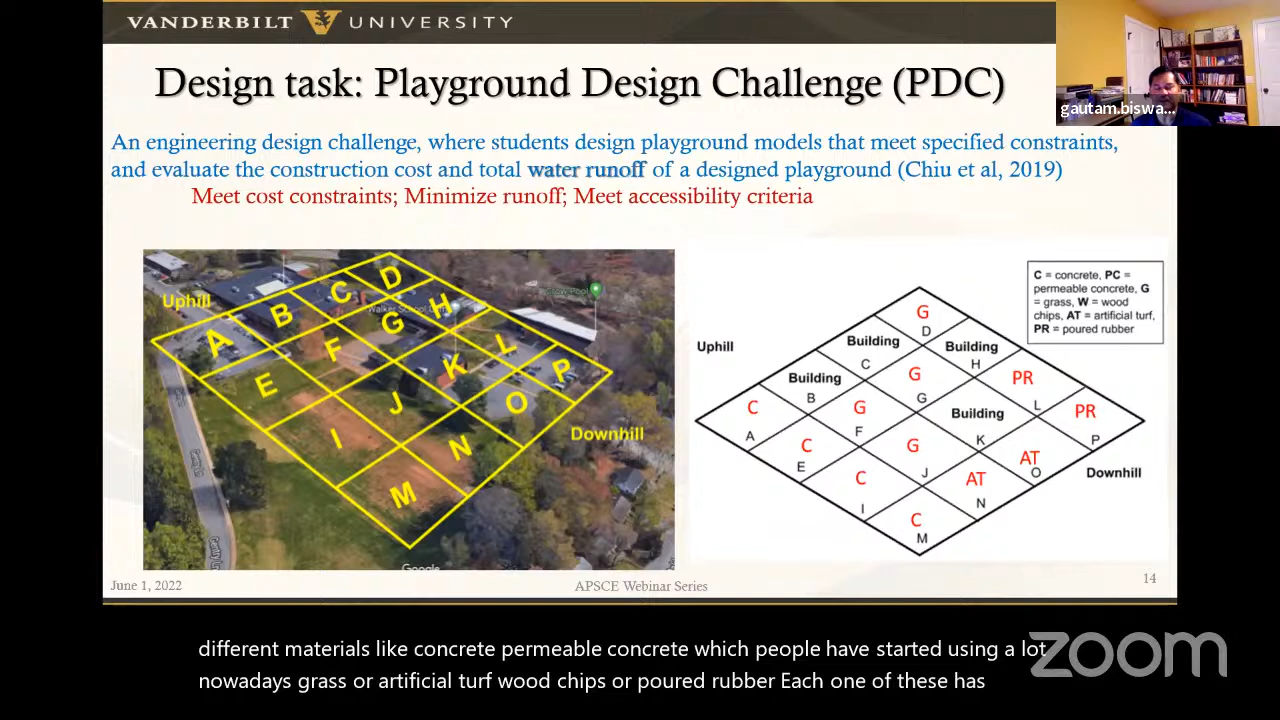 VANDERBILT UNIVERSITY
gautam.biswa...
Design task: Playground Design Challenge (PDC)
An engineering design challenge, where students design playground models that meet specified constraints,
and evaluate the construction cost and total water runoff of a designed playground (Chiu et al, 2019)
Meet cost constraints; Minimize runoff; Meet accessibility criteria
Uphill
A
B
C
D
E
F
G
H
I
J
K
L
M
N
O
P
Downhill
Google
C = concrete, PC =
permeable concrete, G
= grass, W = wood
chips, AT = artificial turf,
PR = poured rubber
Uphill
G
D
Building
C
Building
H
Building
B
G
G
PR
L
C
A
G
F
Building
K
PR
P
C
E
G
J
AT
O
C
I
AT
N
C
M
Downhill
June 1, 2022
APSCE Webinar Series
14
different materials like concrete permeable concrete which people have started using a lot
nowadays grass or artificial turf wood chips or poured rubber Each one of these has
zoom